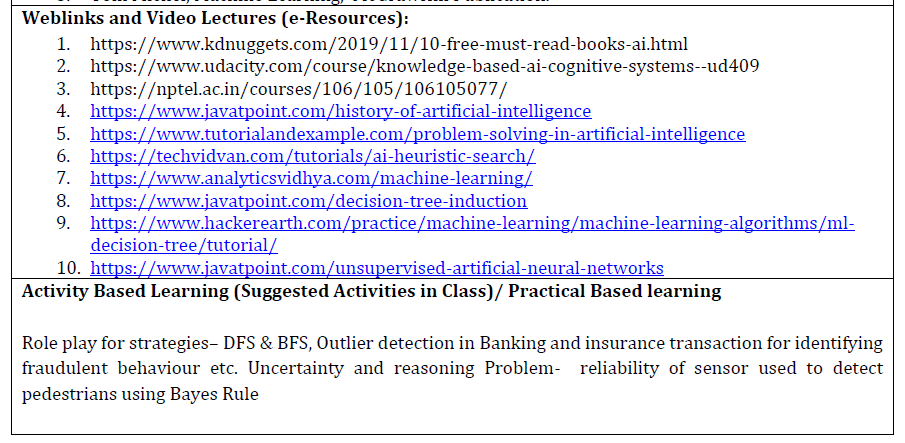 Weblinks and Video Lectures (e-Resources):
1. https://www.kdnuggets.com/2019/11/10-free-must-read-books-ai.html
2. https://www.udacity.com/course/knowledge-based-ai-cognitive-systems--ud409
3. https://nptel.ac.in/courses/106/105/106105077/
4. https://www.javatpoint.com/history-of-artificial-intelligence
5. https://www.tutorialandexample.com/problem-solving-in-artificial-intelligence
6. https://techvidvan.com/tutorials/ai-heuristic-search/
7. https://www.analyticsvidhya.com/machine-learning/
8. https://www.javatpoint.com/decision-tree-induction
9. https://www.hackerearth.com/practice/machine-learning/machine-learning-algorithms/ml-
decision-tree/tutorial/
10. https://www.javatpoint.com/unsupervised-artificial-neural-networks
Activity Based Learning (Suggested Activities in Class)/ Practical Based learning
Role play for strategies– DFS & BFS, Outlier detection in Banking and insurance transaction for identifying
fraudulent behaviour etc. Uncertainty and reasoning Problem- reliability of sensor used to detect
pedestrians using Bayes Rule